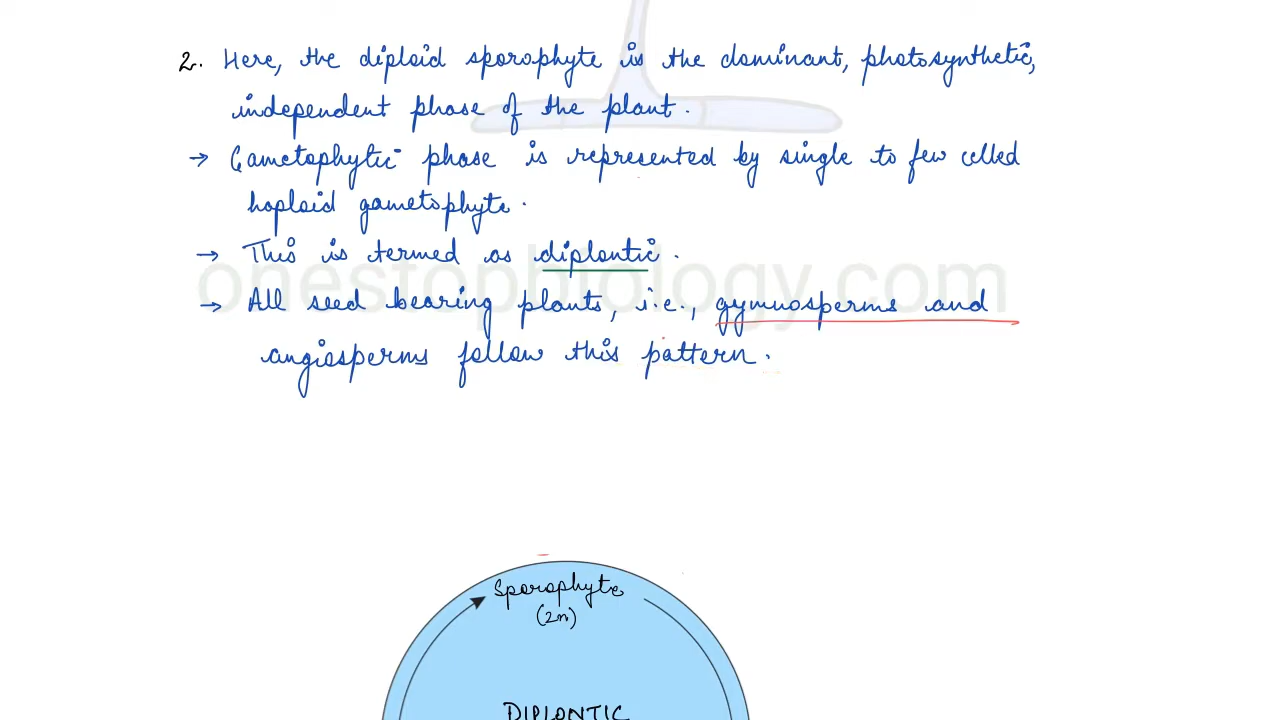 2. Here, the diploid sporophyte is the dominant, photosynthetic,
independent phase of the plant.
→ Gametophytic phase is represented by single to few celled
haploid gametophyte.
→ This is termed as diplontic.
onestopbiology.com
→ All seed bearing plants, i.e., gymnosperms and
angiosperms follow this pattern.
Sporophyte
(2n)
DIPLONTIC